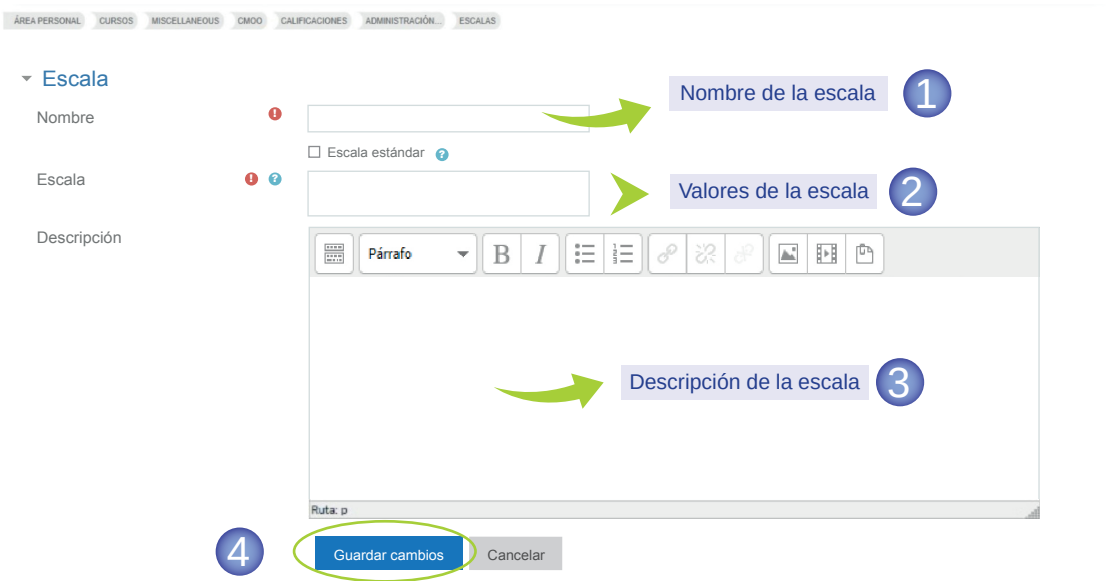 ÁREA PERSONAL CURSOS MISCELLANEOUS CMOO CALIFICACIONES ADMINISTRACIÓN... ESCALAS
Escala
Nombre de la escala 1
Nombre
Escala estándar
Escala
Valores de la escala 2
Descripción
Párrafo B I
Descripción de la escala 3
Ruta: p
4 Guardar cambios Cancelar